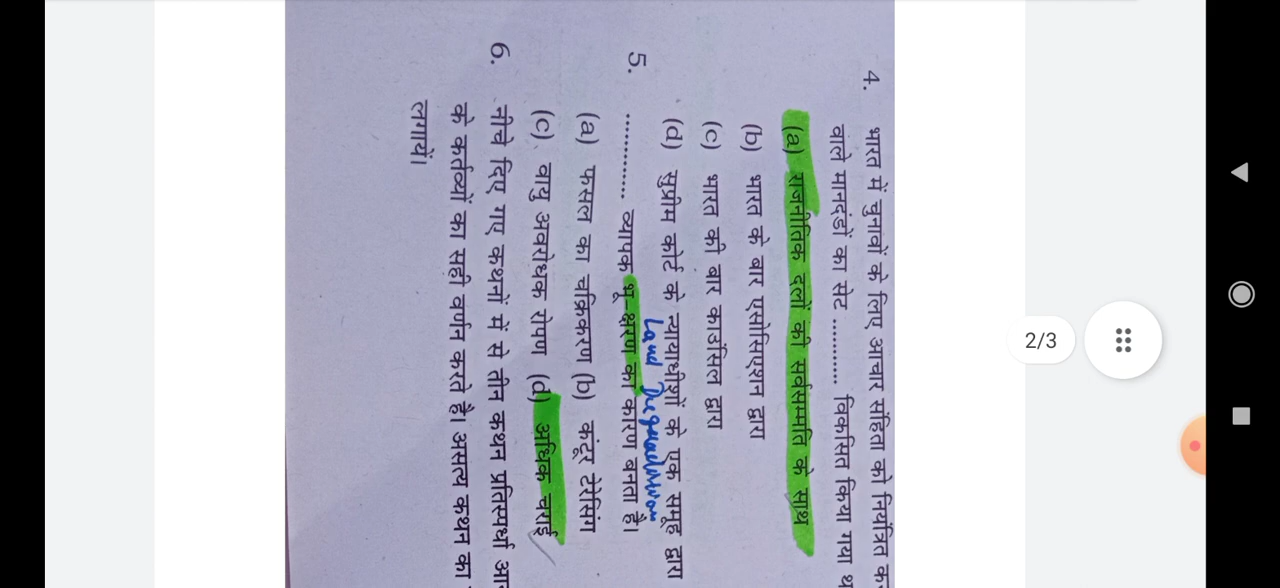 4. भारत में चुनावों के लिए आचार संहिता को नियंत्रित
वाले मानदंडों का सेट ........... विकसित किया गया
(a) राजनीतिक दलों की सर्वसम्मति के साथ
(b) भारत के बार एसोसिएशन द्वारा
(c) भारत की बार काउंसिल द्वारा
(d) सुप्रीम कोर्ट के न्यायाधीशों के एक समूह द्वारा
Land
5. ............ व्यापक भू-क्षरण का कारण बनता है।
(a) फसल का चक्रिकरण (b) कंटूर टेरेसिंग
(c) वायु अवरोधक रोपण (d) अधिक चराई
6. नीचे दिए गए कथनों में से तीन कथन प्रतिस्पर्धा
के कर्तव्यों का सही वर्णन करते है। असत्य कथन का
लगायें।
2/3